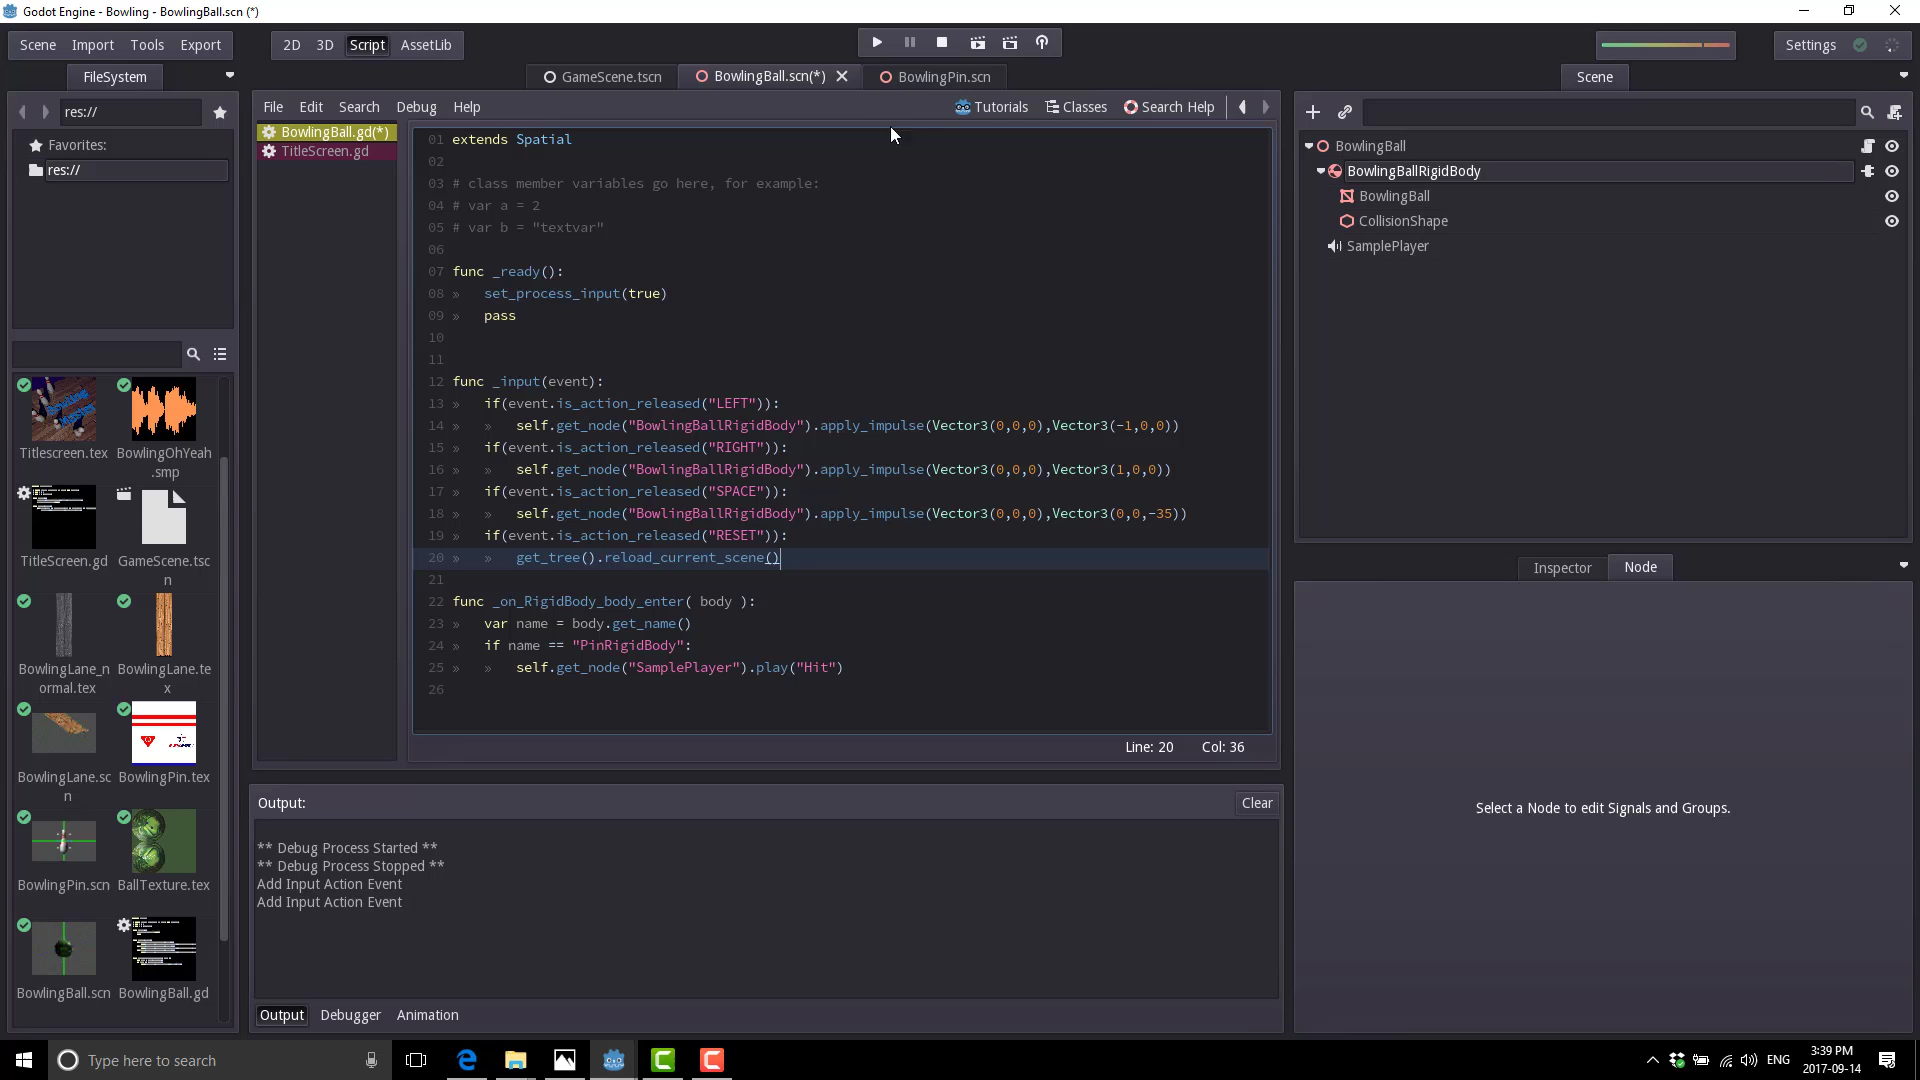 Godot Engine - Bowling - BowlingBall.scn (*)
Scene Import Tools Export
2D 3D Script AssetLib
Settings
FileSystem
GameScene.tscn
BowlingBall.scn(*)
BowlingPin.scn
Scene
res://
Favorites:
res://
File Edit Search Debug Help
Tutorials Classes Search Help
BowlingBall.gd(*)
TitleScreen.gd
01 extends Spatial
02
03 # class member variables go here, for example:
04 # var a = 2
05 # var b = "textvar"
06
07 func _ready():
08 » set_process_input(true)
09 » pass
10
11
12 func _input(event):
13 » if(event.is_action_released("LEFT")):
14 » » self.get_node("BowlingBallRigidBody").apply_impulse(Vector3(0,0,0),Vector3(-1,0,0))
15 » if(event.is_action_released("RIGHT")):
16 » » self.get_node("BowlingBallRigidBody").apply_impulse(Vector3(0,0,0),Vector3(1,0,0))
17 » if(event.is_action_released("SPACE")):
18 » » self.get_node("BowlingBallRigidBody").apply_impulse(Vector3(0,0,0),Vector3(0,0,-35))
19 » if(event.is_action_released("RESET")):
20 » » get_tree().reload_current_scene()
21
22 func _on_RigidBody_body_enter( body ):
23 » var name = body.get_name()
24 » if name == "PinRigidBody":
25 » » self.get_node("SamplePlayer").play("Hit")
26
Line: 20 Col: 36
BowlingBall
BowlingBallRigidBody
BowlingBall
CollisionShape
SamplePlayer
Inspector Node
Select a Node to edit Signals and Groups.
Titlescreen.tex
BowlingOhYeah
.smp
TitleScreen.gd
GameScene.tsc
n
BowlingLane_n
ormal.tex
BowlingLane.te
x
BowlingLane.sc
n
BowlingPin.tex
BowlingPin.scn
BallTexture.tex
BowlingBall.scn
BowlingBall.gd
Output:
Clear
** Debug Process Started **
** Debug Process Stopped **
Add Input Action Event
Add Input Action Event
Output Debugger Animation
Type here to search
ENG
3:39 PM
2017-09-14